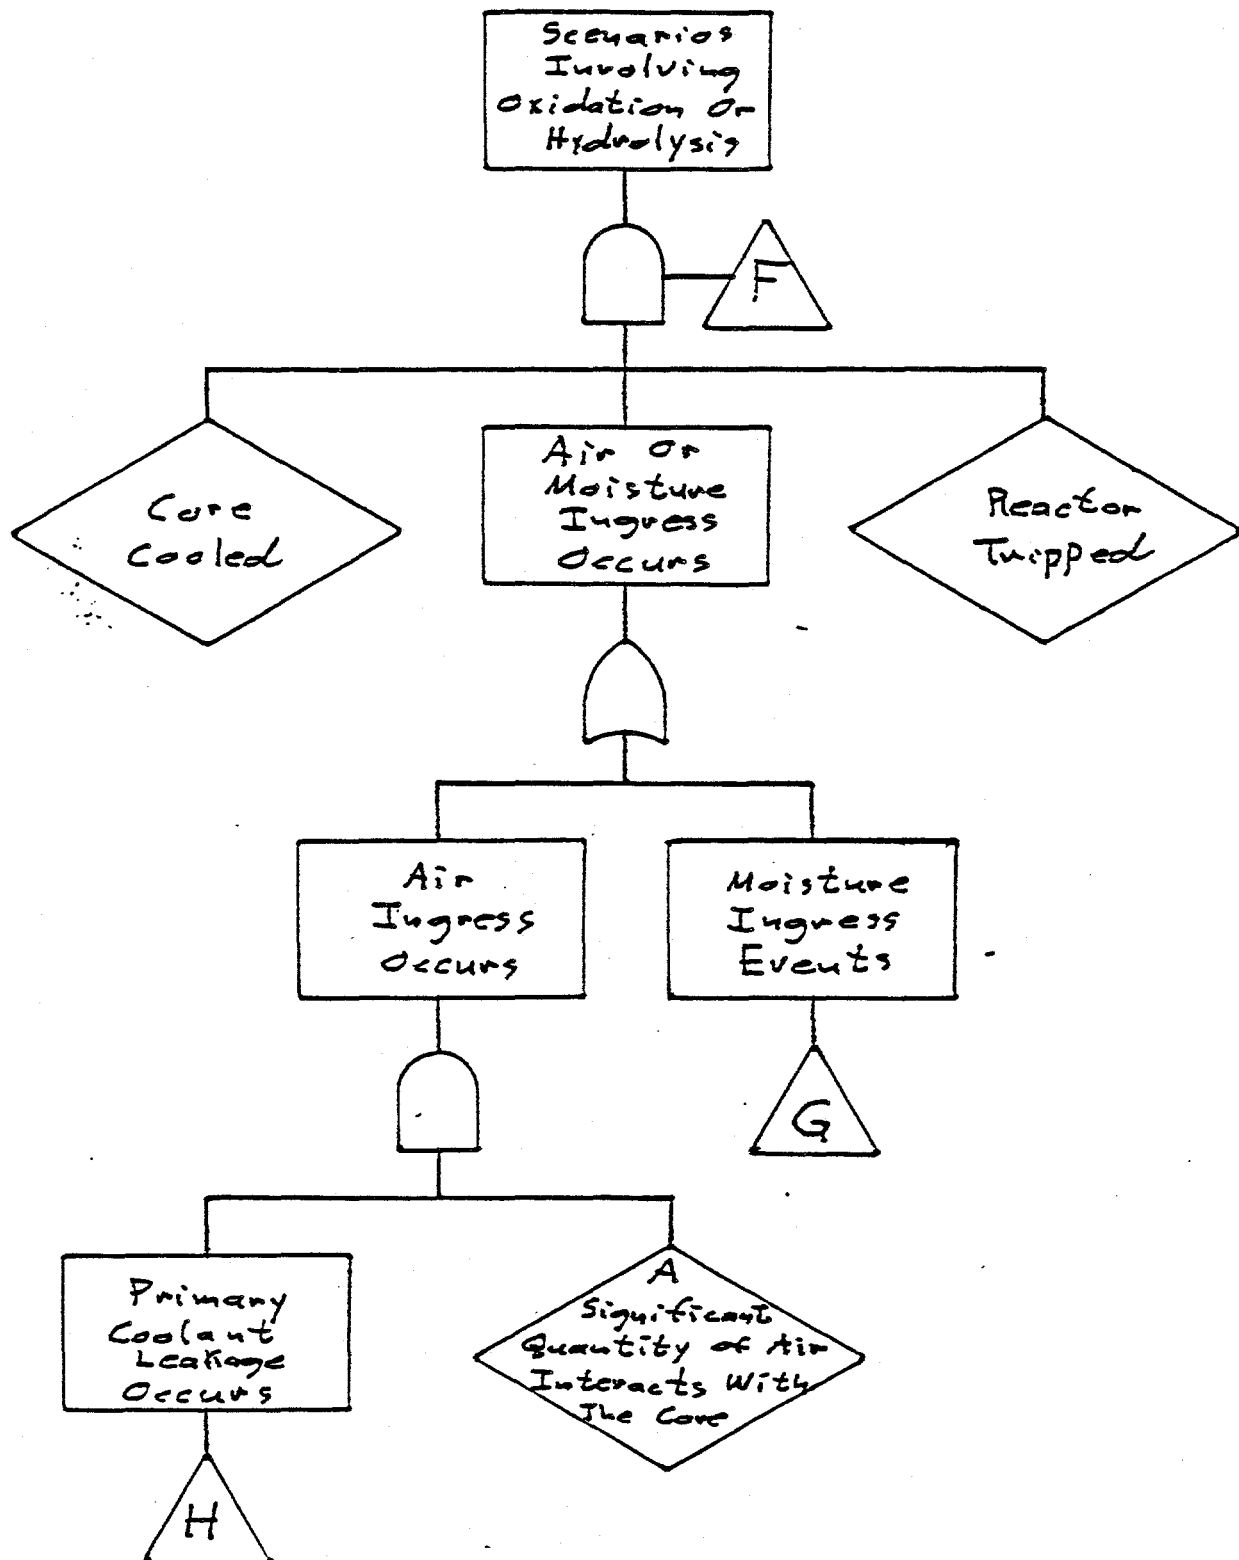 Scenarios
Involving
Oxidation Or
Hydrolysis
F
Core
Cooled
Air Or
Moisture
Ingress
Occurs
Reactor
Tripped
Air
Ingress
Occurs
Moisture
Ingress
Events
G
Primary
Coolant
Leakage
Occurs
A
Significant
Quantity of Air
Interacts With
The Core
H